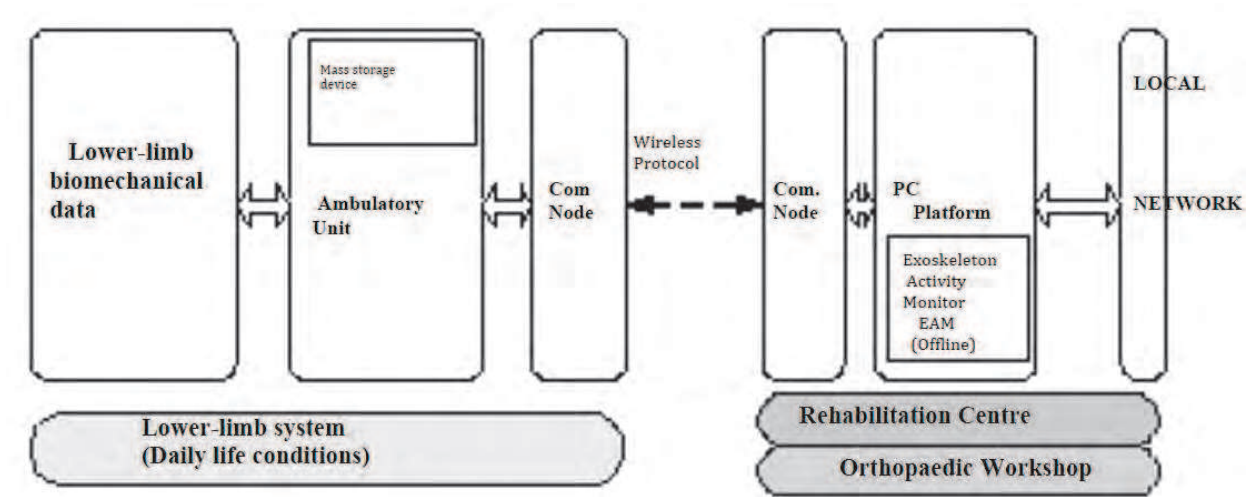 Lower-limb
biomechanical
data
Mass storage
device
Ambulatory
Unit
Com
Node
Wireless
Protocol
Com.
Node
PC
Platform
Exoskeleton
Activity
Monitor
EAM
(Offline)
LOCAL
NETWORK
Lower-limb system
(Daily life conditions)
Rehabilitation Centre
Orthopaedic Workshop